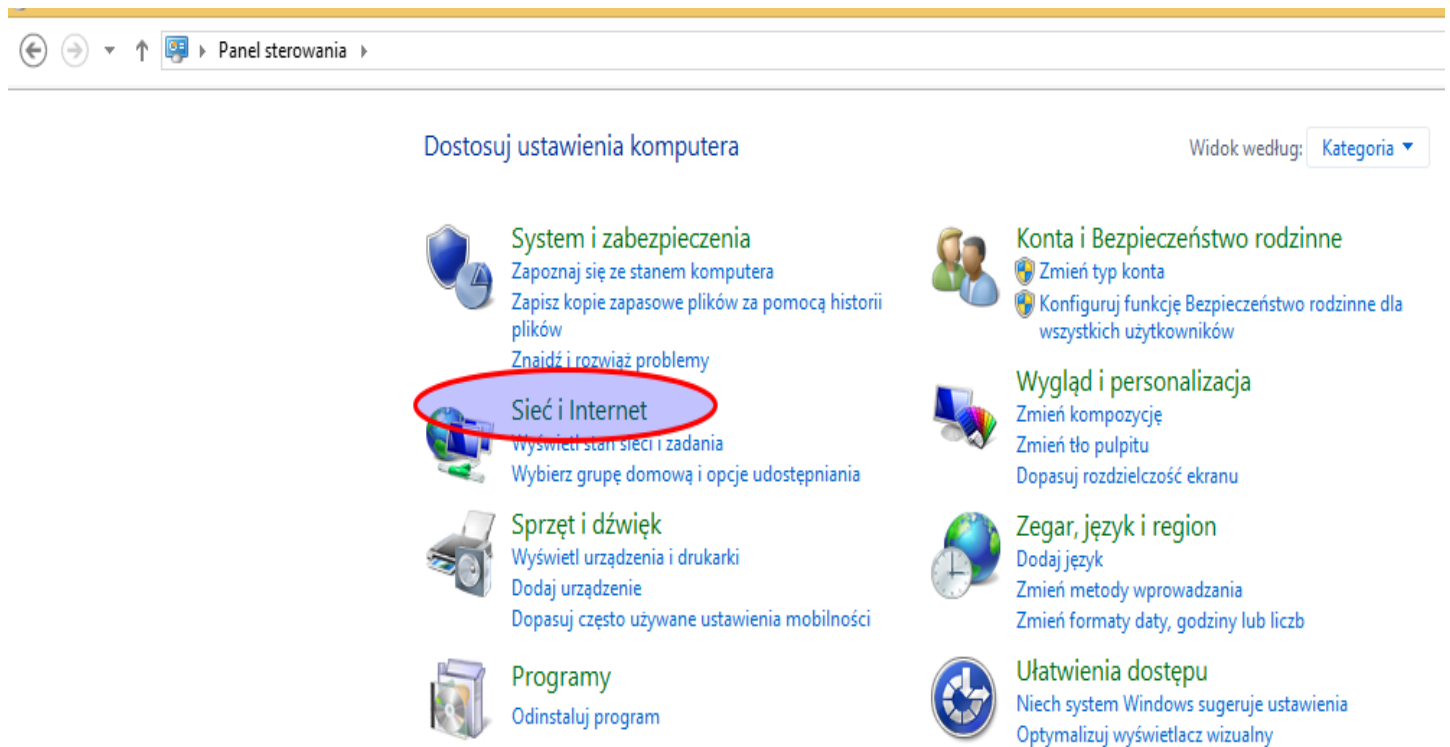 Panel sterowania
Dostosuj ustawienia komputera
Widok według: Kategoria
System i zabezpieczenia
Zapoznaj się ze stanem komputera
Zapisz kopie zapasowe plików za pomocą historii
plików
Znajdź i rozwiąż problemy
Sieć i Internet
Wyświetl stan sieci i zadania
Wybierz grupę domową i opcje udostępniania
Sprzęt i dźwięk
Wyświetl urządzenia i drukarki
Dodaj urządzenie
Dopasuj często używane ustawienia mobilności
Programy
Odinstaluj program
Konta i Bezpieczeństwo rodzinne
Zmień typ konta
Konfiguruj funkcję Bezpieczeństwo rodzinne dla
wszystkich użytkowników
Wygląd i personalizacja
Zmień kompozycję
Zmień tło pulpitu
Dopasuj rozdzielczość ekranu
Zegar, język i region
Dodaj język
Zmień metody wprowadzania
Zmień formaty daty, godziny lub liczb
Ułatwienia dostępu
Niech system Windows sugeruje ustawienia
Optymalizuj wyświetlacz wizualny